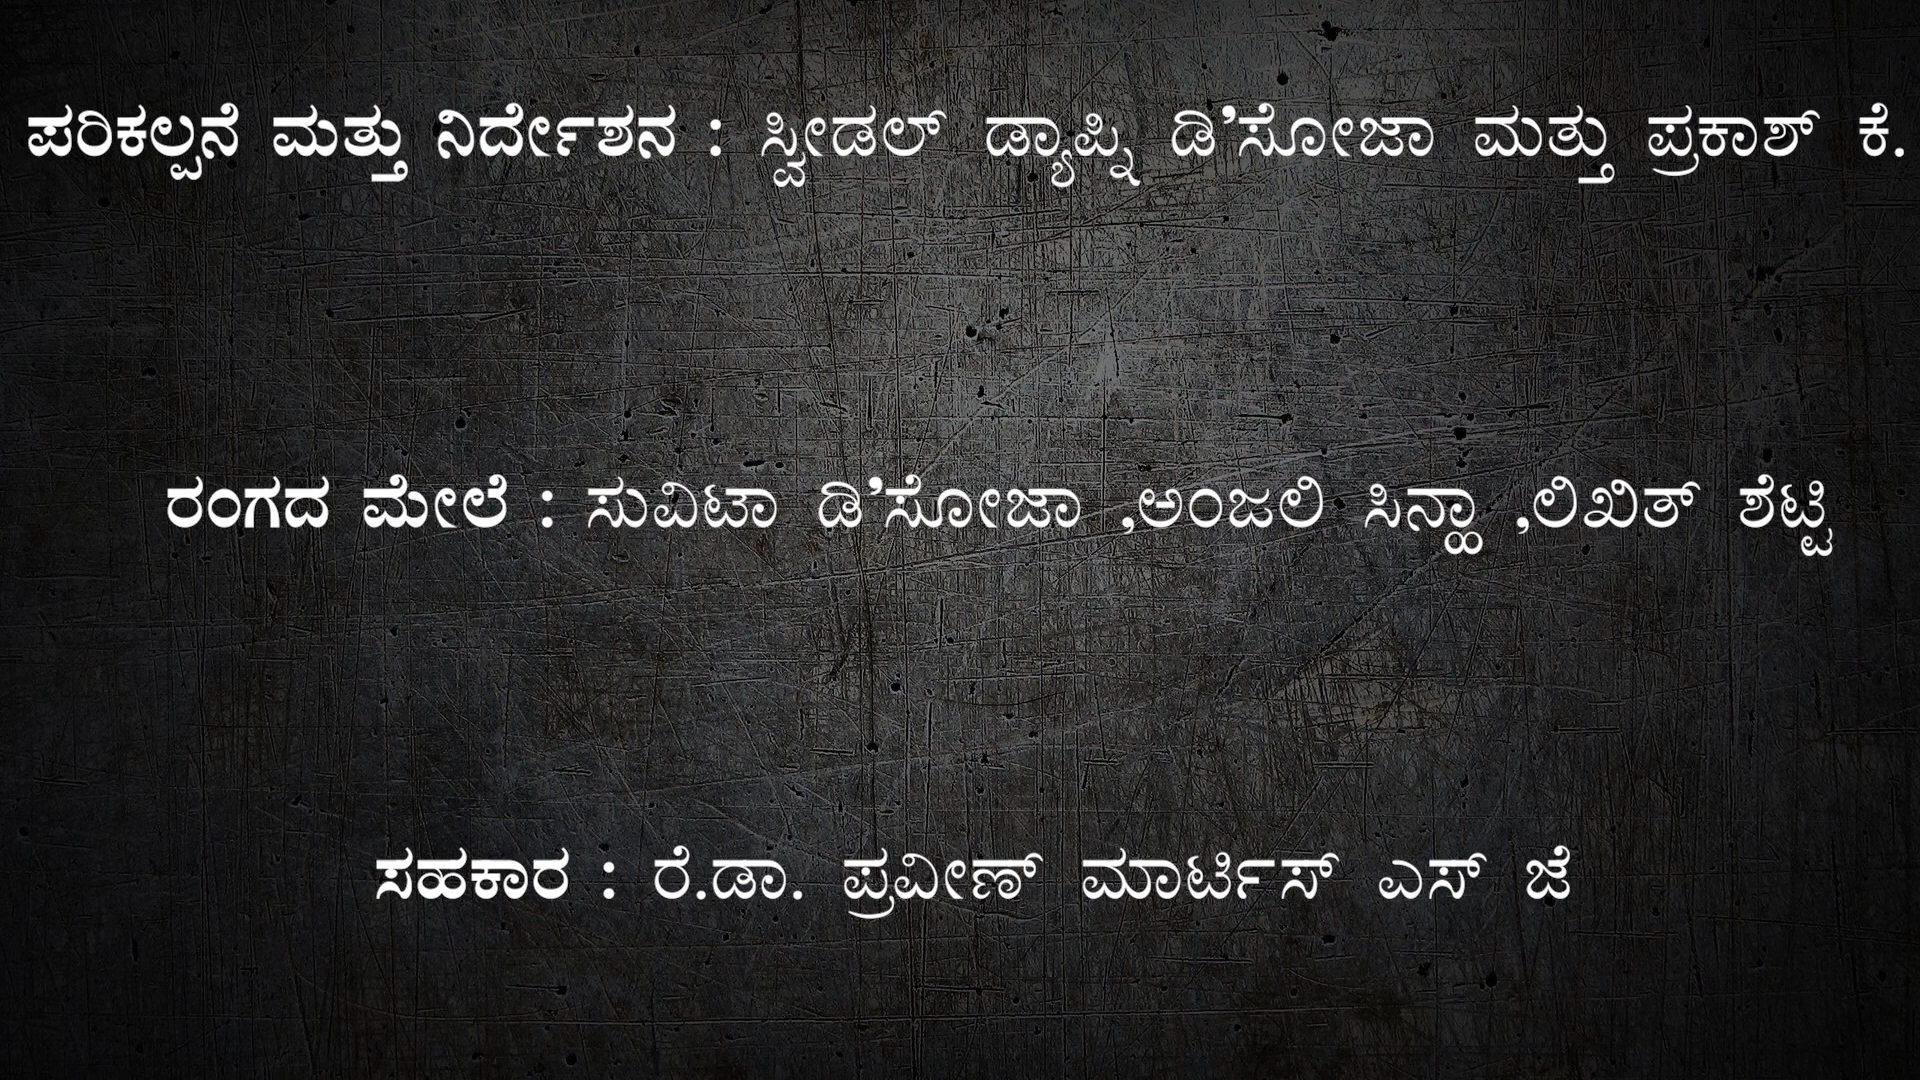 ಪರಿಕಲ್ಪನೆ ಮತ್ತು ನಿರ್ದೇಶನ : ಸ್ವೀಡಲ್ ಡ್ಯಾಫ್ನಿ ಡಿ'ಸೋಜಾ ಮತ್ತು ಪ್ರಕಾಶ್ ಕೆ.
ರಂಗದ ಮೇಲೆ : ಸುವಿಟಾ ಡಿ'ಸೋಜಾ ,ಅಂಜಲಿ ಸಿನ್ಹಾ ,ಲಿಖಿತ್ ಶೆಟ್ಟಿ
ಸಹಕಾರ : ರೆ.ಡಾ. ಪ್ರವೀಣ್ ಮಾರ್ಟಿಸ್ ಎಸ್ ಜೆ